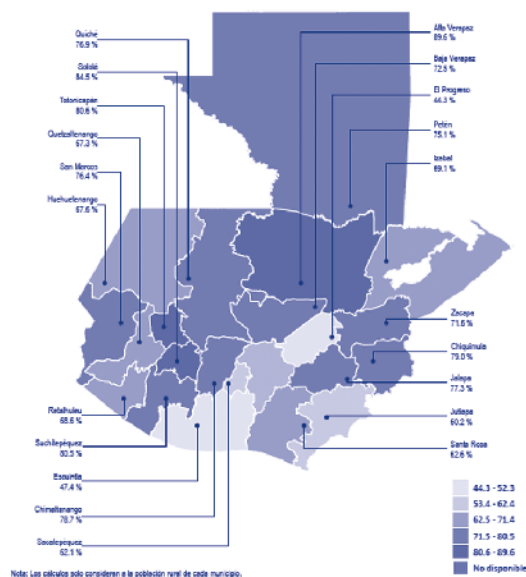 Quiché
76.9 %
Sololá
84.5 %
Totonicapán
80.6 %
Quetzaltenango
67.3 %
San Marcos
76.4 %
Huehuetenango
67.6 %
Alta Verapaz
89.6 %
Baja Verapaz
72.8 %
El Progreso
44.3 %
Petén
75.1 %
Izabal
69.1 %
Zacapa
71.6 %
Chiquimula
79.0 %
Jalapa
77.3 %
Jutiapa
60.2 %
Santa Rosa
62.6 %
Retalhuleu
68.6 %
Suchitepéquez
80.5 %
Escuintla
47.4 %
Chimaltenango
78.7 %
Sacatepéquez
62.1 %
44.3 - 52.3
53.4 - 62.4
62.5 - 71.4
71.5 - 80.5
80.6 - 89.6
No disponible
Nota: Los cálculos solo consideran a la población rural de cada municipio.